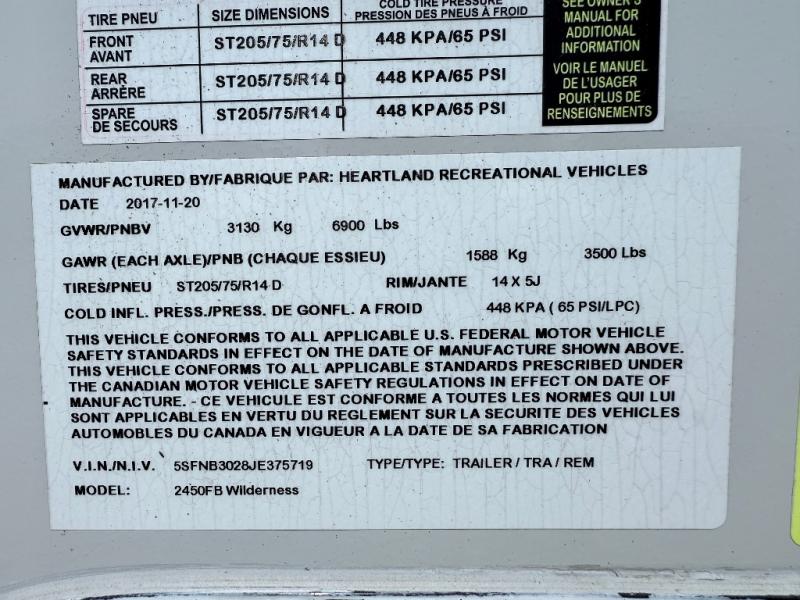 TIRE PNEU SIZE DIMENSIONS COLD TIRE PRESSURE
PRESSION DES PNEUS À FROID
FRONT
AVANT ST205/75/R14 D 448 KPA/65 PSI
REAR
ARRÈRE ST205/75/R14 D 448 KPA/65 PSI
SPARE
DE SECOURS ST205/75/R14 D 448 KPA/65 PSI
SEE OWNER'S
MANUAL FOR
ADDITIONAL
INFORMATION
VOIR LE MANUEL
DE L'USAGER
POUR PLUS DE
RENSEIGNEMENTS
MANUFACTURED BY/FABRIQUE PAR: HEARTLAND RECREATIONAL VEHICLES
DATE 2017-11-20
GVWR/PNBV 3130 Kg 6900 Lbs
GAWR (EACH AXLE)/PNB (CHAQUE ESSIEU) 1588 Kg 3500 Lbs
TIRES/PNEU ST205/75/R14 D RIM/JANTE 14 X 5J
COLD INFL. PRESS./PRESS. DE GONFL. A FROID 448 KPA ( 65 PSI/LPC)
THIS VEHICLE CONFORMS TO ALL APPLICABLE U.S. FEDERAL MOTOR VEHICLE
SAFETY STANDARDS IN EFFECT ON THE DATE OF MANUFACTURE SHOWN ABOVE.
THIS VEHICLE CONFORMS TO ALL APPLICABLE STANDARDS PRESCRIBED UNDER
THE CANADIAN MOTOR VEHICLE SAFETY REGULATIONS IN EFFECT ON DATE OF
MANUFACTURE. - CE VEHICULE EST CONFORME A TOUTES LES NORMES QUI LUI
SONT APPLICABLES EN VERTU DU REGLEMENT SUR LA SECURITE DES VEHICLES
AUTOMOBILES DU CANADA EN VIGUEUR A LA DATE DE SA FABRICATION
V.I.N./N.I.V. 5SFNB3028JE375719 TYPE/TYPE: TRAILER / TRA / REM
MODEL: 2450FB Wilderness